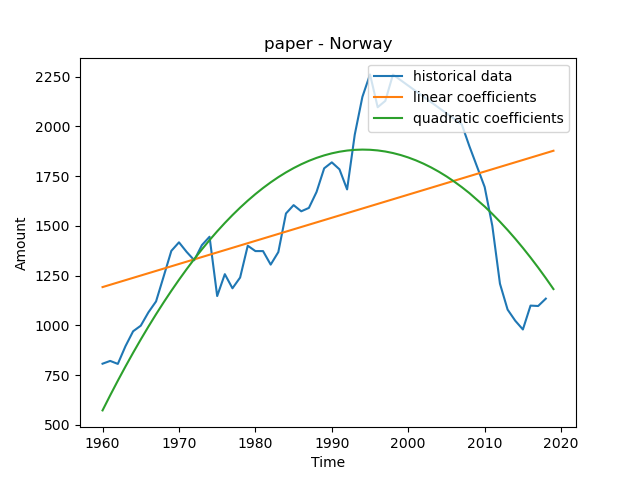 paper - Norway
historical data
linear coefficients
quadratic coefficients
2250
2000
1750
1500
1250
1000
750
500
Amount
1960 1970 1980 1990 2000 2010 2020
Time